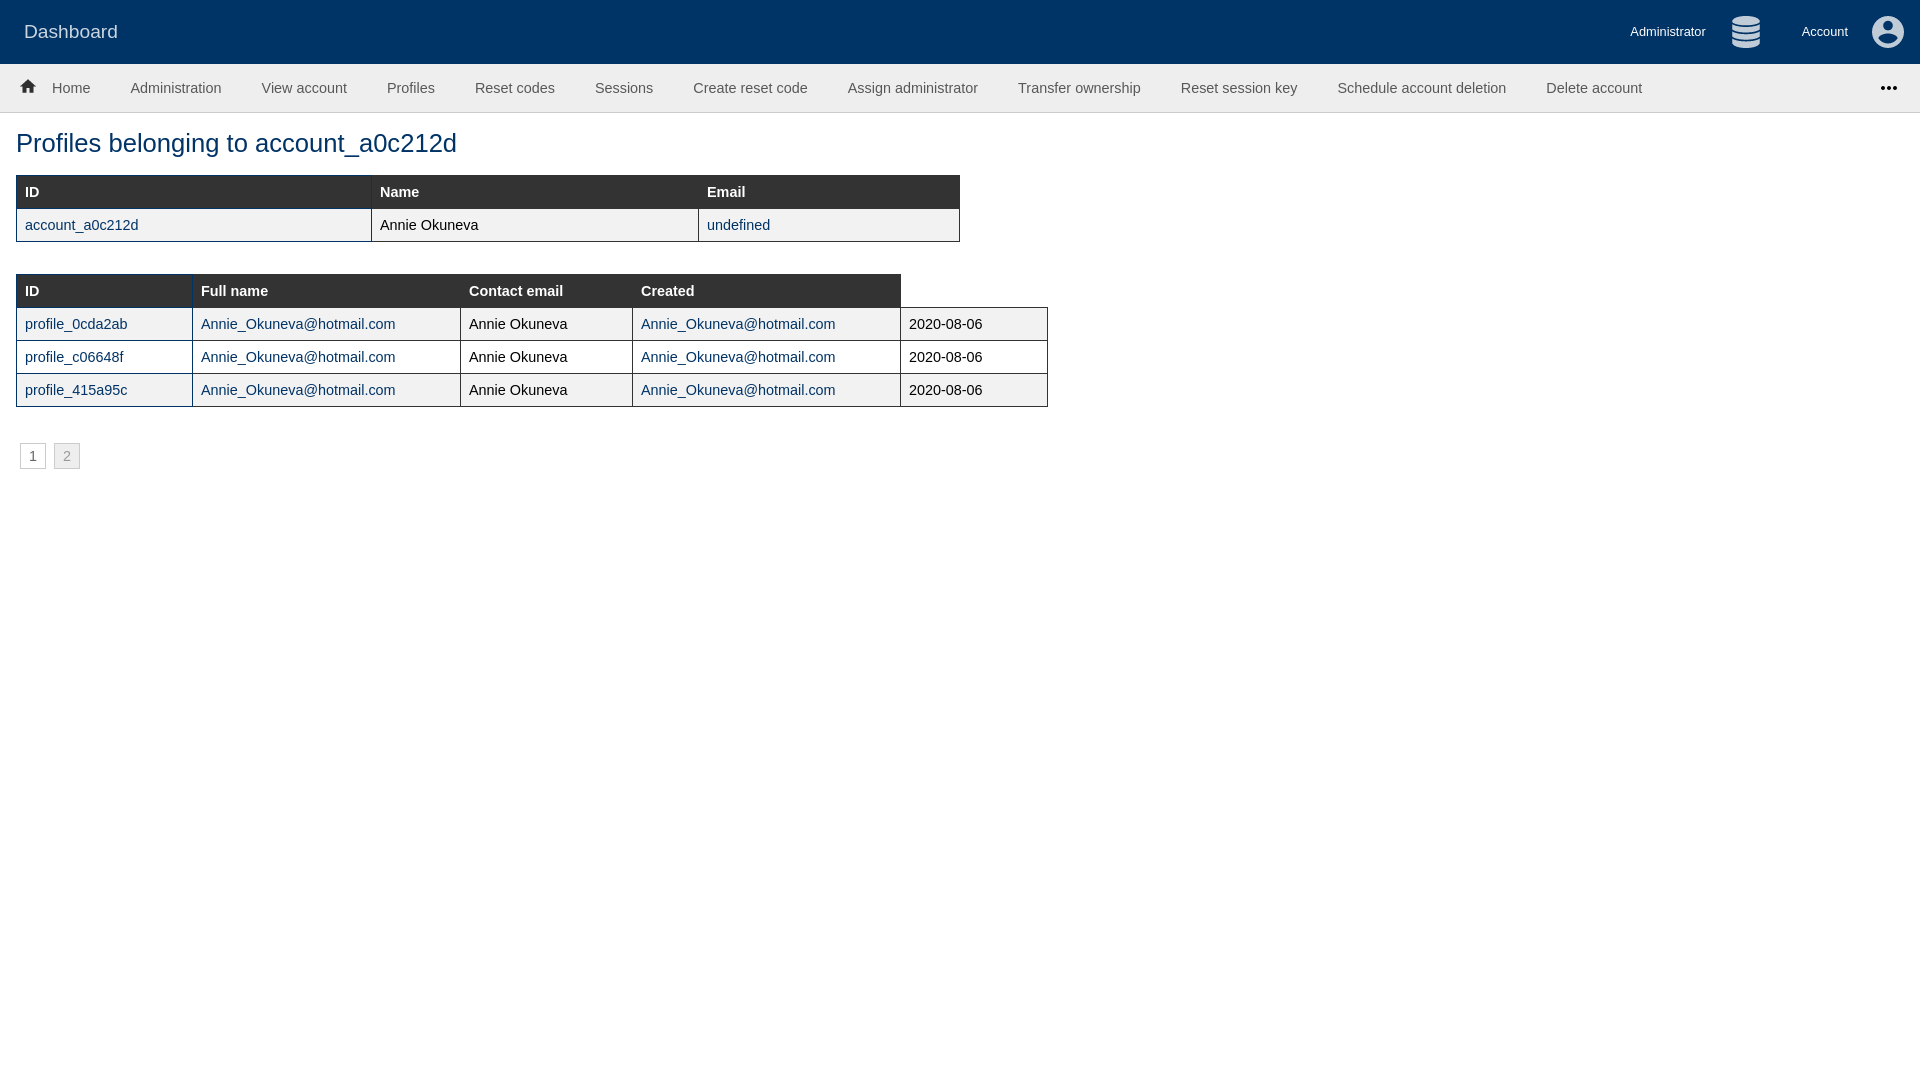 Dashboard
Administrator
Account
Home Administration View account Profiles Reset codes Sessions Create reset code Assign administrator Transfer ownership Reset session key Schedule account deletion Delete account
Profiles belonging to account_a0c212d
ID Name Email
account_a0c212d Annie Okuneva undefined
ID Full name Contact email Created
profile_0cda2ab Annie_Okuneva@hotmail.com Annie Okuneva Annie_Okuneva@hotmail.com 2020-08-06
profile_c06648f Annie_Okuneva@hotmail.com Annie Okuneva Annie_Okuneva@hotmail.com 2020-08-06
profile_415a95c Annie_Okuneva@hotmail.com Annie Okuneva Annie_Okuneva@hotmail.com 2020-08-06
1 2